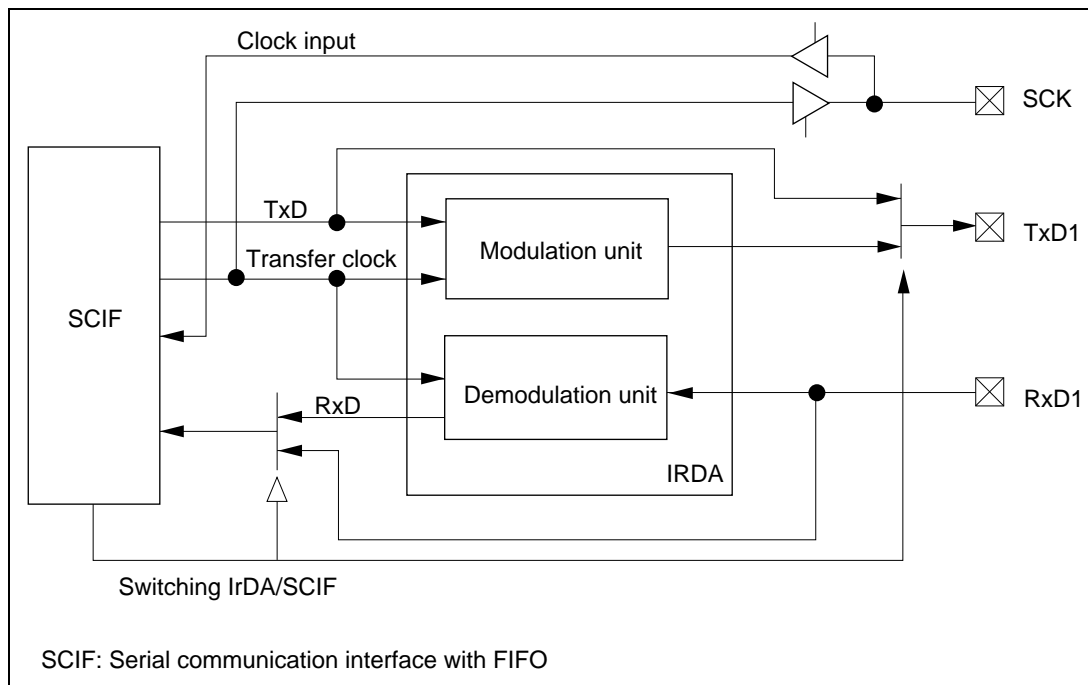 Clock input
SCK
TxD
TxD1
Modulation unit
Transfer clock
SCIF
Demodulation unit
RxD
RxD1
IRDA
Switching IrDA/SCIF
SCIF: Serial communication interface with FIFO